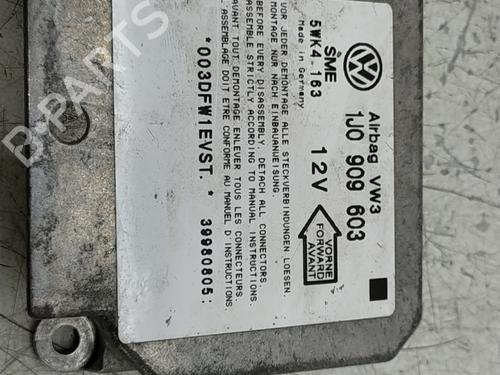 Airbag VW3
1J0 909 603
12V
VORNE
FORWARD
AVANT
SME
5WK4-163
Made in Germany
VOR JEDER DEMONTAGE ALLE STECKVERBINDUNGEN LOESEN
MONTAGE NUR NACH EINBAUANWEISUNG.
BEFORE EVERY DISASSEMBLY, DETACH ALL CONNECTORS.
ASSEMBLE STRICTLY ACCORDING TO MANUAL INSTRUCTIONS
AVANT TOUT DEMONTAGE ENLEVER TOUS LES CONNECTEURS
L ASSEMBLAGE DOIT ETRE CONFORME AU MANUEL D'INSTRUCTIONS.
*003DFW1EVST. * 39980805:
B-PARTS